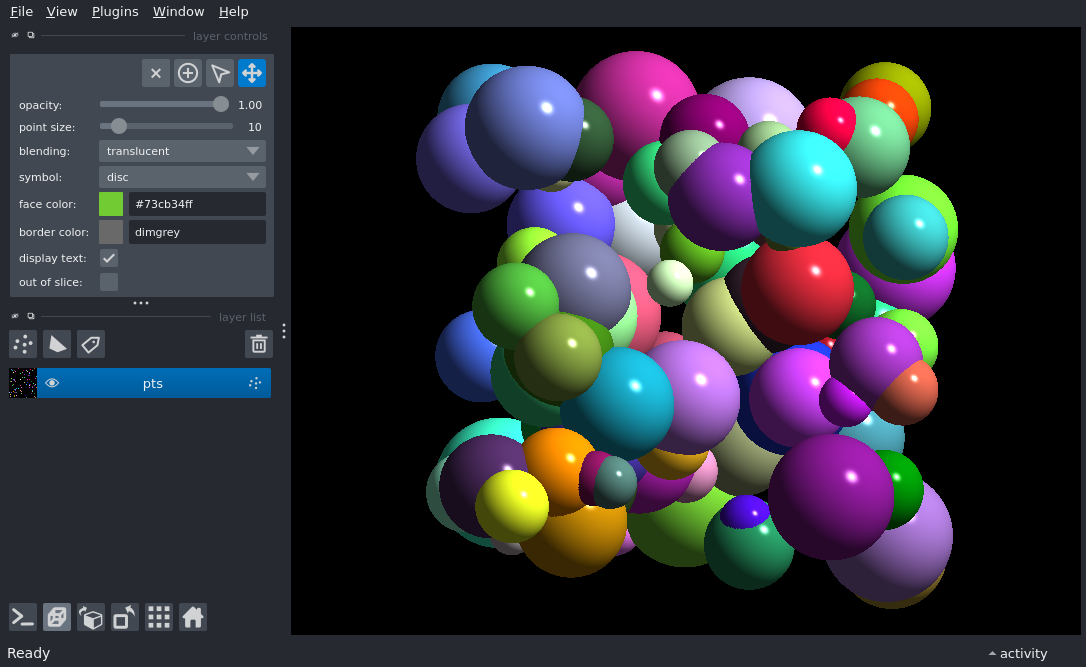 File View Plugins Window Help
layer controls
opacity: 1.00
point size: 10
blending: translucent
symbol: disc
face color: #73cb34ff
border color: dimgrey
display text:
out of slice:
layer list
pts
Ready
activity